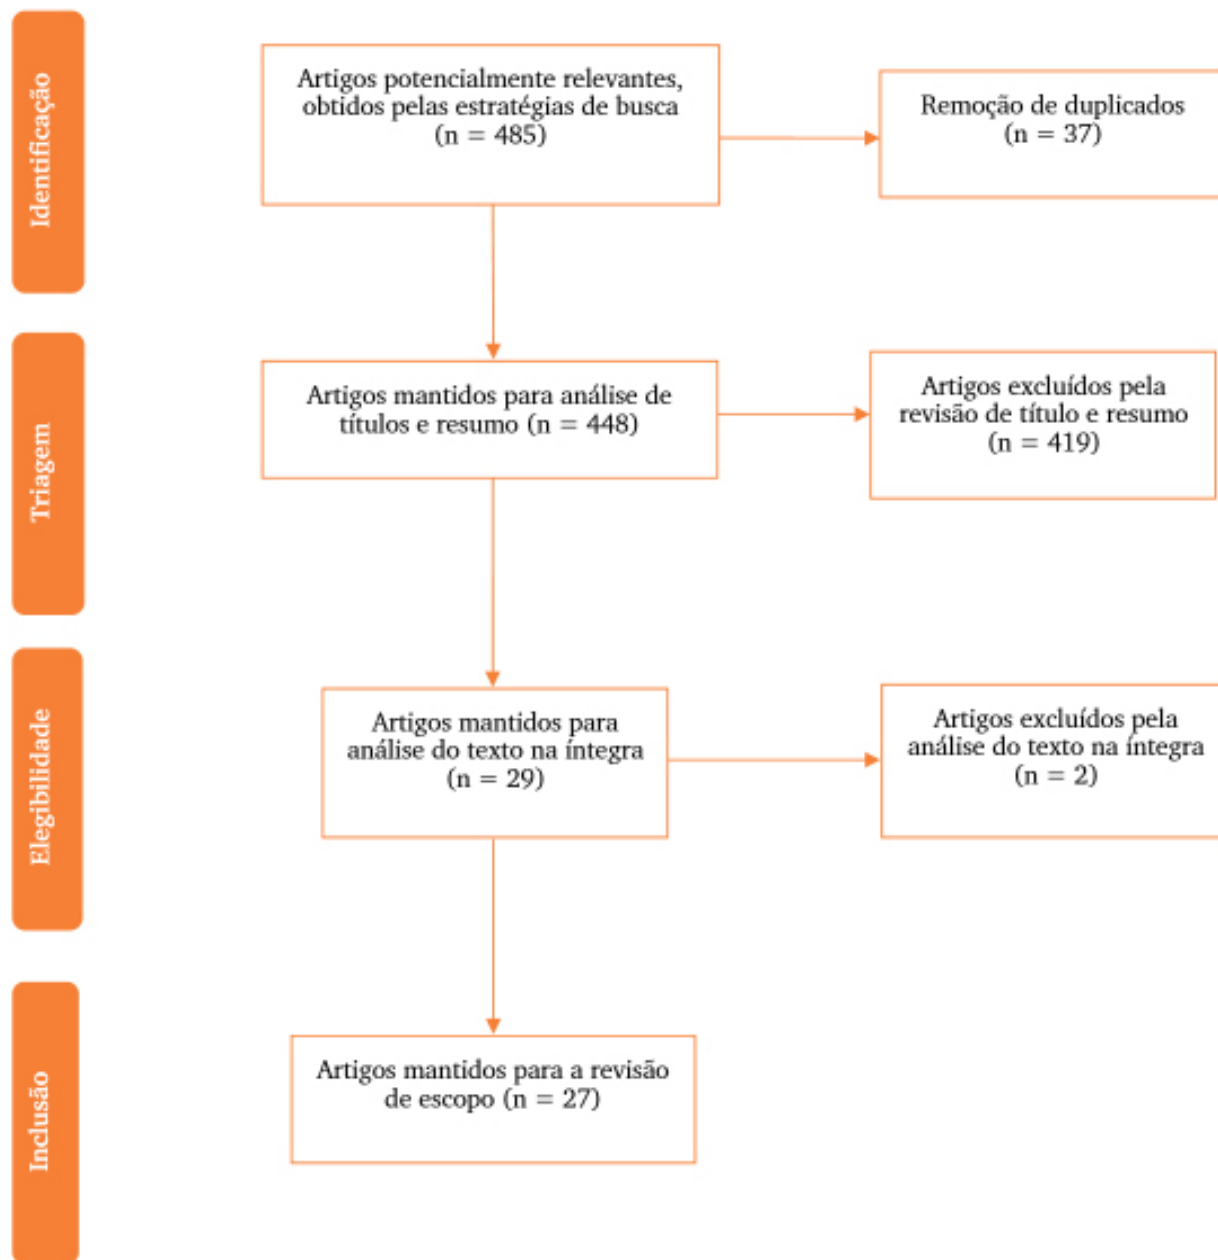 Identificação
Artigos potencialmente relevantes,
obtidos pelas estratégias de busca
(n = 485)
Remoção de duplicados
(n = 37)
Triagem
Artigos mantidos para análise de
títulos e resumo (n = 448)
Artigos excluídos pela
revisão de título e resumo
(n = 419)
Elegibilidade
Artigos mantidos para
análise do texto na íntegra
(n = 29)
Artigos excluídos pela
análise do texto na íntegra
(n = 2)
Inclusão
Artigos mantidos para a revisão
de escopo (n = 27)